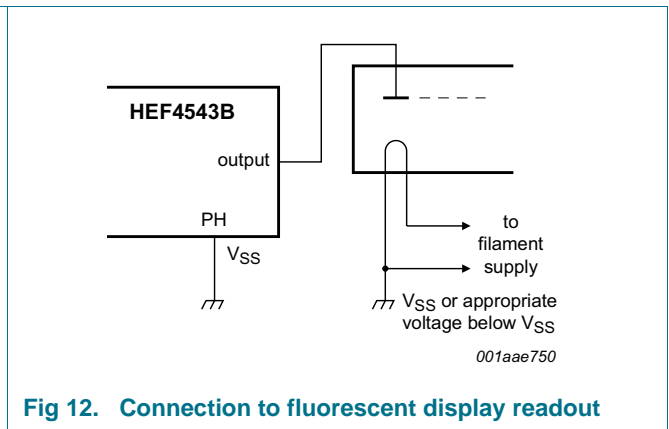 HEF4543B
output
PH
VSS
to
filament
supply
VSS or appropriate
voltage below VSS
001aae750
Fig 12. Connection to fluorescent display readout